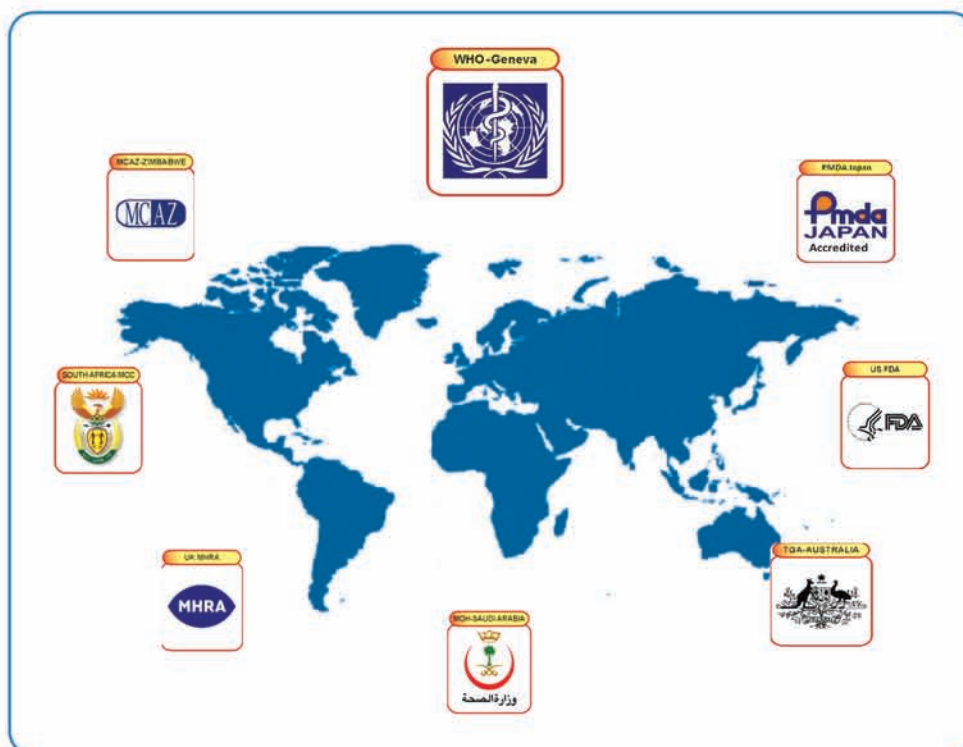 WHO-Geneva
MCAZ-ZIMBABWE
MCAZ
PMDA Japan
Pmda
JAPAN
Accredited
SOUTH-AFRICA-MCC
US FDA
FDA
UK MHRA
MHRA
TGA-AUSTRALIA
MOH-SAUDI ARABIA
وزارة الصحة